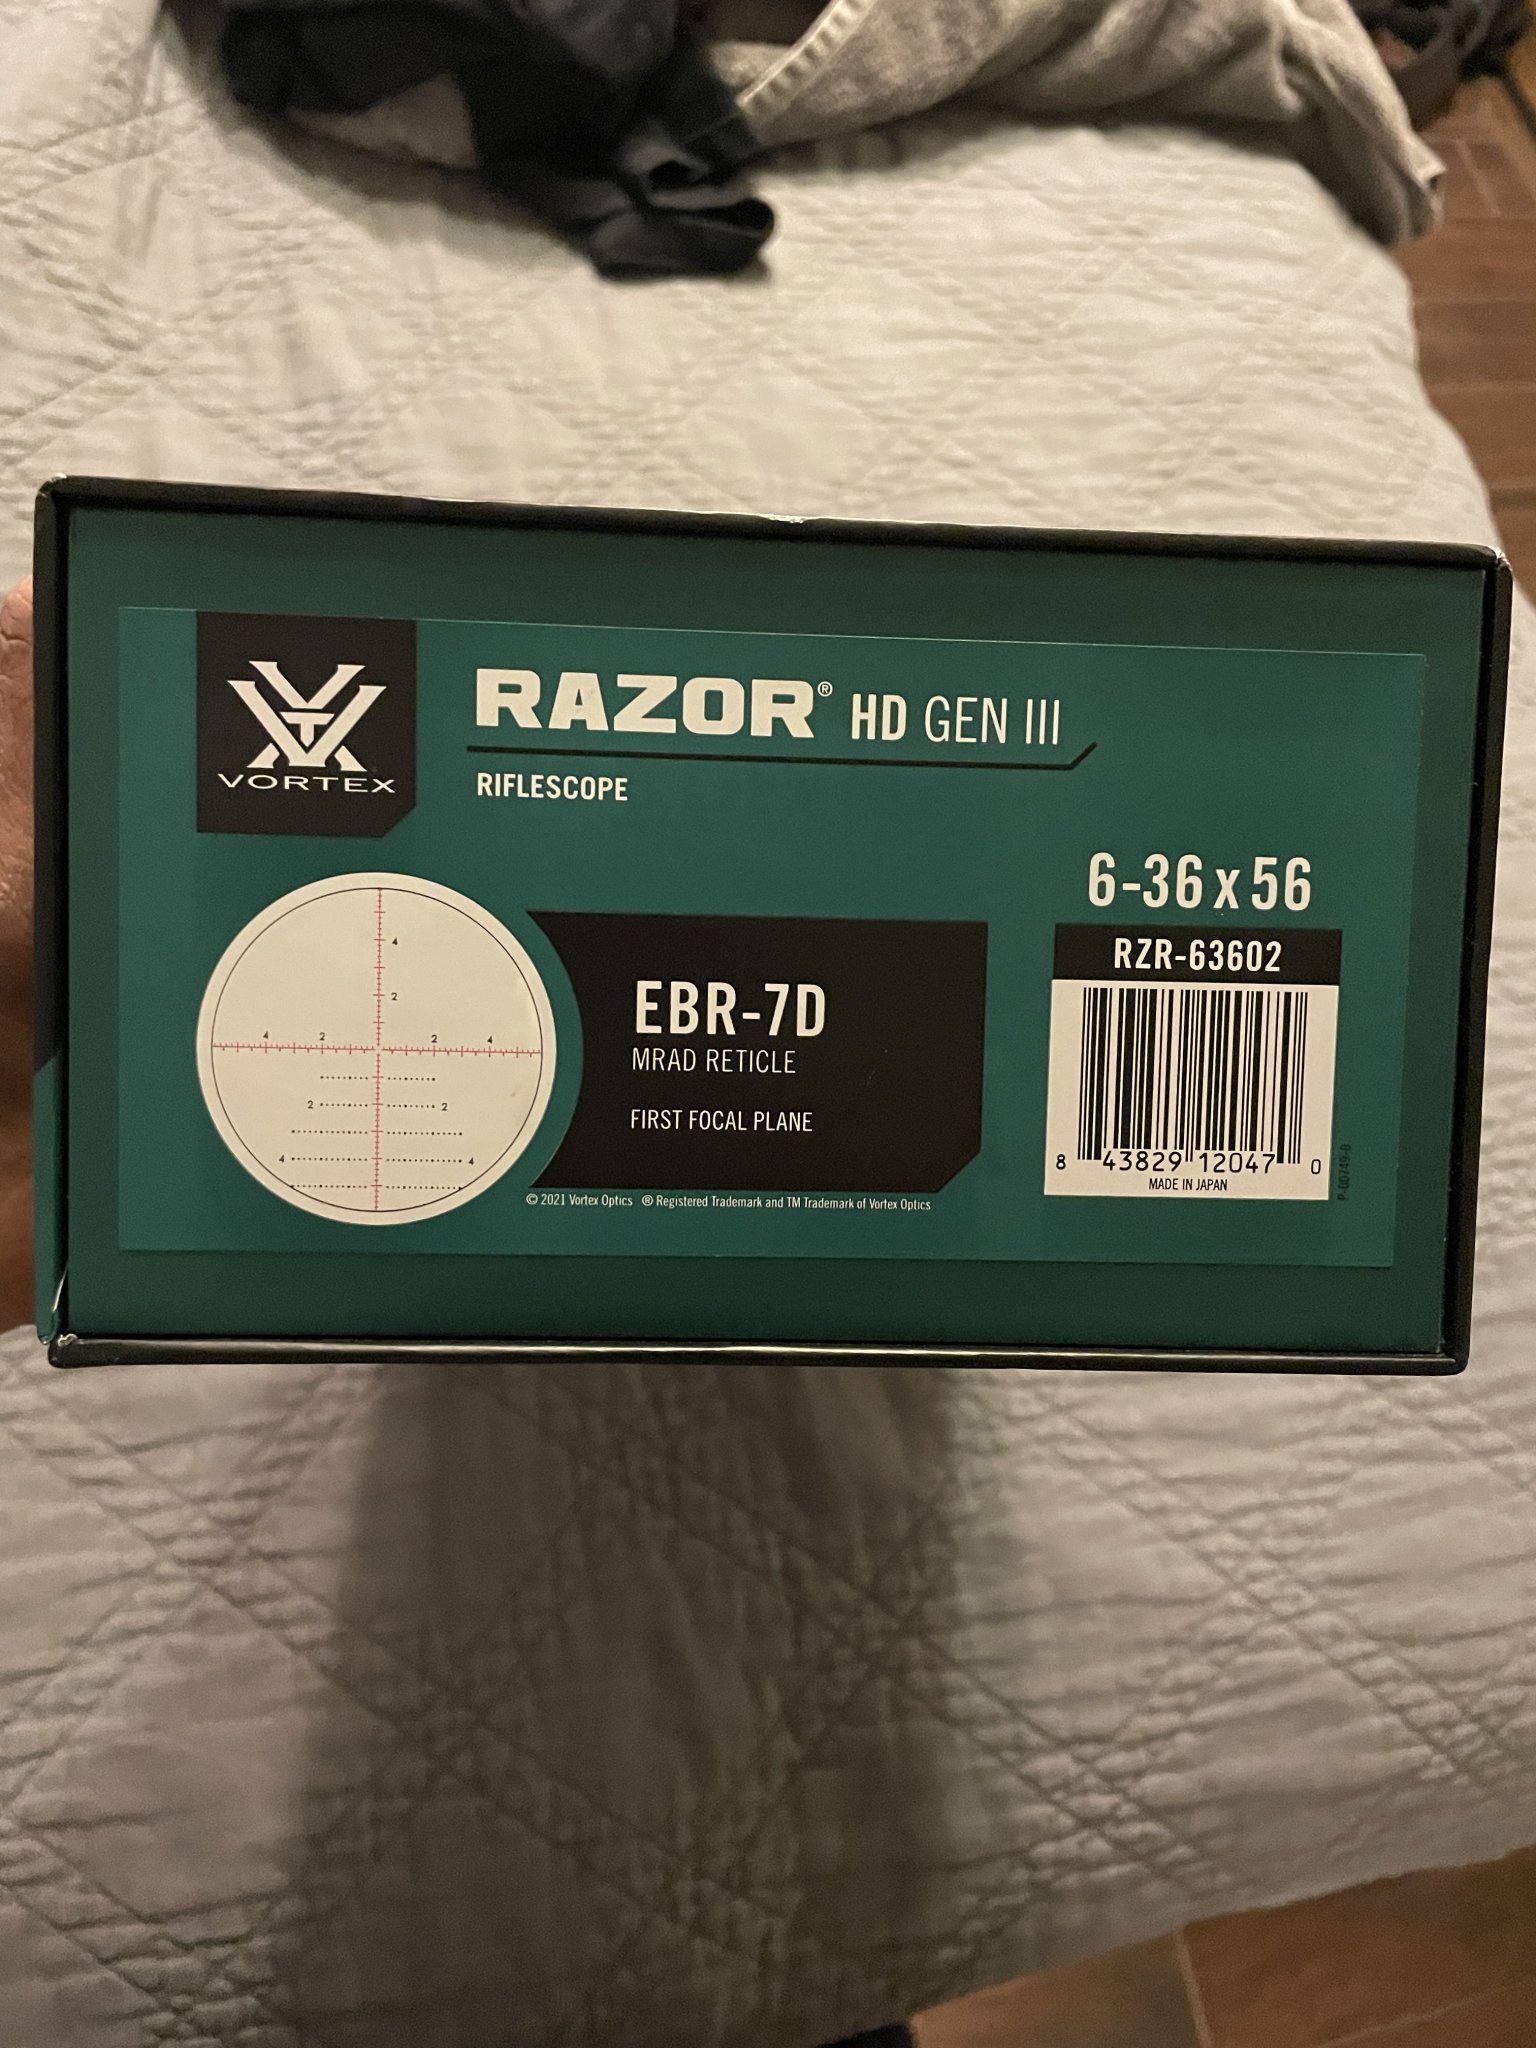 VORTEX
RAZOR® HD GEN III
RIFLESCOPE
6-36x56
RZR-63602
4
2
4 2 2 4
2 2
4 4
EBR-7D
MRAD RETICLE
FIRST FOCAL PLANE
8 43829 12047 0
MADE IN JAPAN
P-00749-0
© 2021 Vortex Optics ® Registered Trademark and TM Trademark of Vortex Optics